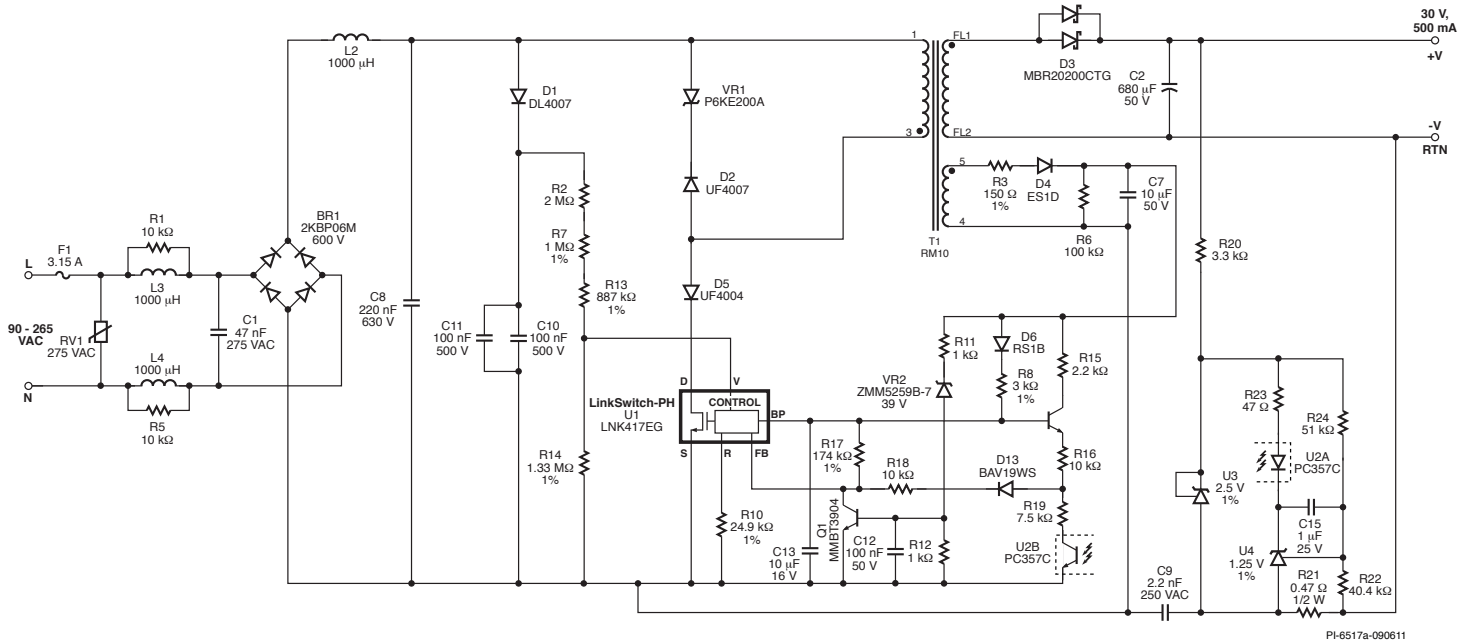 L2
1000 µH
D1
DL4007
VR1
P6KE200A
1
3
FL1
FL2
D3
MBR20200CTG
C2
680 µF
50 V
30 V,
500 mA
+V
-V
RTN
R2
2 MΩ
D2
UF4007
5
4
R3
150 Ω
1%
D4
ES1D
C7
10 µF
50 V
R6
100 kΩ
T1
RM10
R1
10 kΩ
BR1
2KBP06M
600 V
R7
1 MΩ
1%
R20
3.3 kΩ
L
F1
3.15 A
L3
1000 µH
R13
887 kΩ
1%
D5
UF4004
90 - 265
VAC
RV1
275 VAC
C1
47 nF
275 VAC
C8
220 nF
630 V
C11
100 nF
500 V
C10
100 nF
500 V
R11
1 kΩ
D6
RS1B
R15
2.2 kΩ
N
L4
1000 µH
R5
10 kΩ
VR2
ZMM5259B-7
39 V
R8
3 kΩ
1%
R23
47 Ω
R24
51 kΩ
LinkSwitch-PH
U1
LNK417EG
D
V
CONTROL
BP
S
R
FB
R14
1.33 MΩ
1%
R17
174 kΩ
1%
R18
10 kΩ
D13
BAV19WS
R16
10 kΩ
U2A
PC357C
U3
2.5 V
1%
R10
24.9 kΩ
1%
Q1
MMBT3904
R19
7.5 kΩ
C15
1 µF
25 V
C13
10 µF
16 V
C12
100 nF
50 V
R12
1 kΩ
U2B
PC357C
U4
1.25 V
1%
C9
2.2 nF
250 VAC
R21
0.47 Ω
1/2 W
R22
40.4 kΩ
PI-6517a-090611